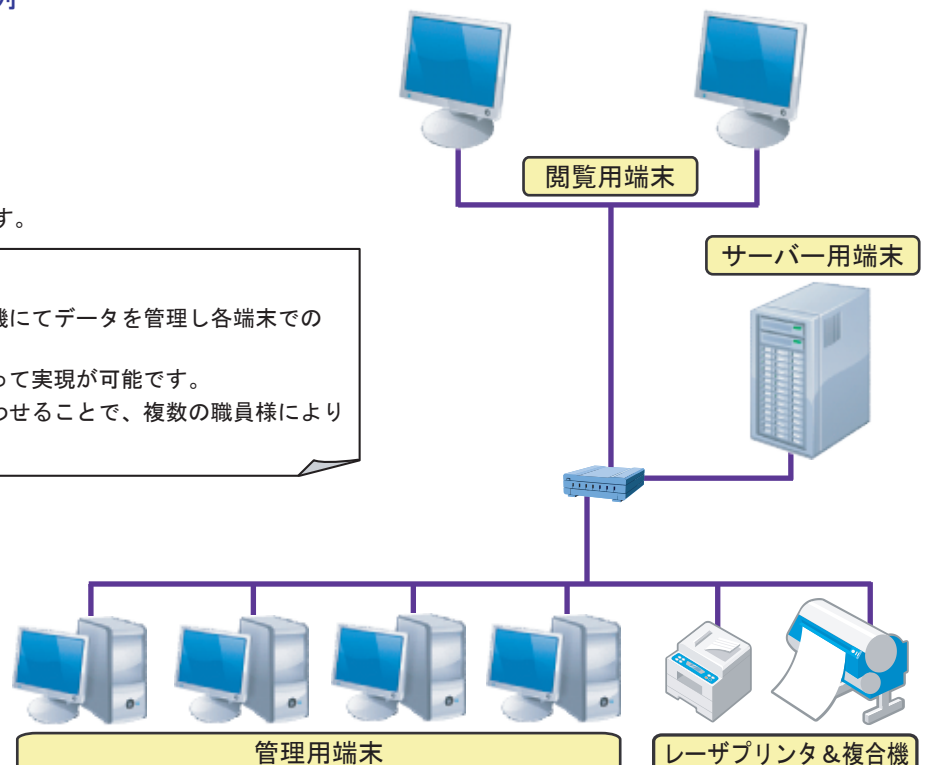 す。
閲覧用端末
サーバー用端末
にてデータを管理し各端末での
って実現が可能です。
わせることで、複数の職員様により
管理用端末
レーザプリンタ＆複合機